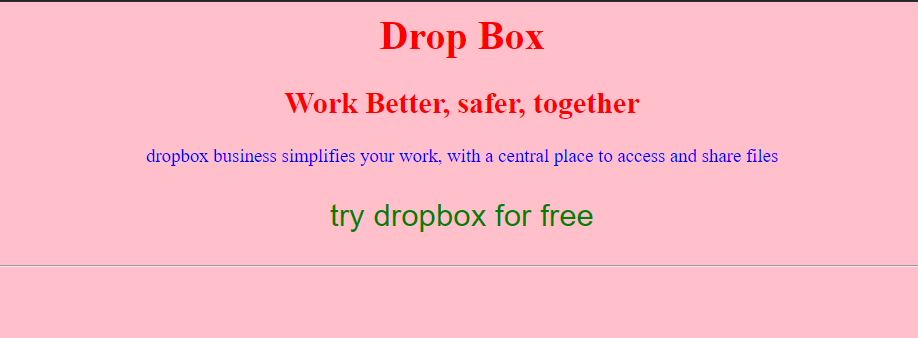 Drop Box
Work Better, safer, together
dropbox business simplifies your work, with a central place to access and share files
try dropbox for free